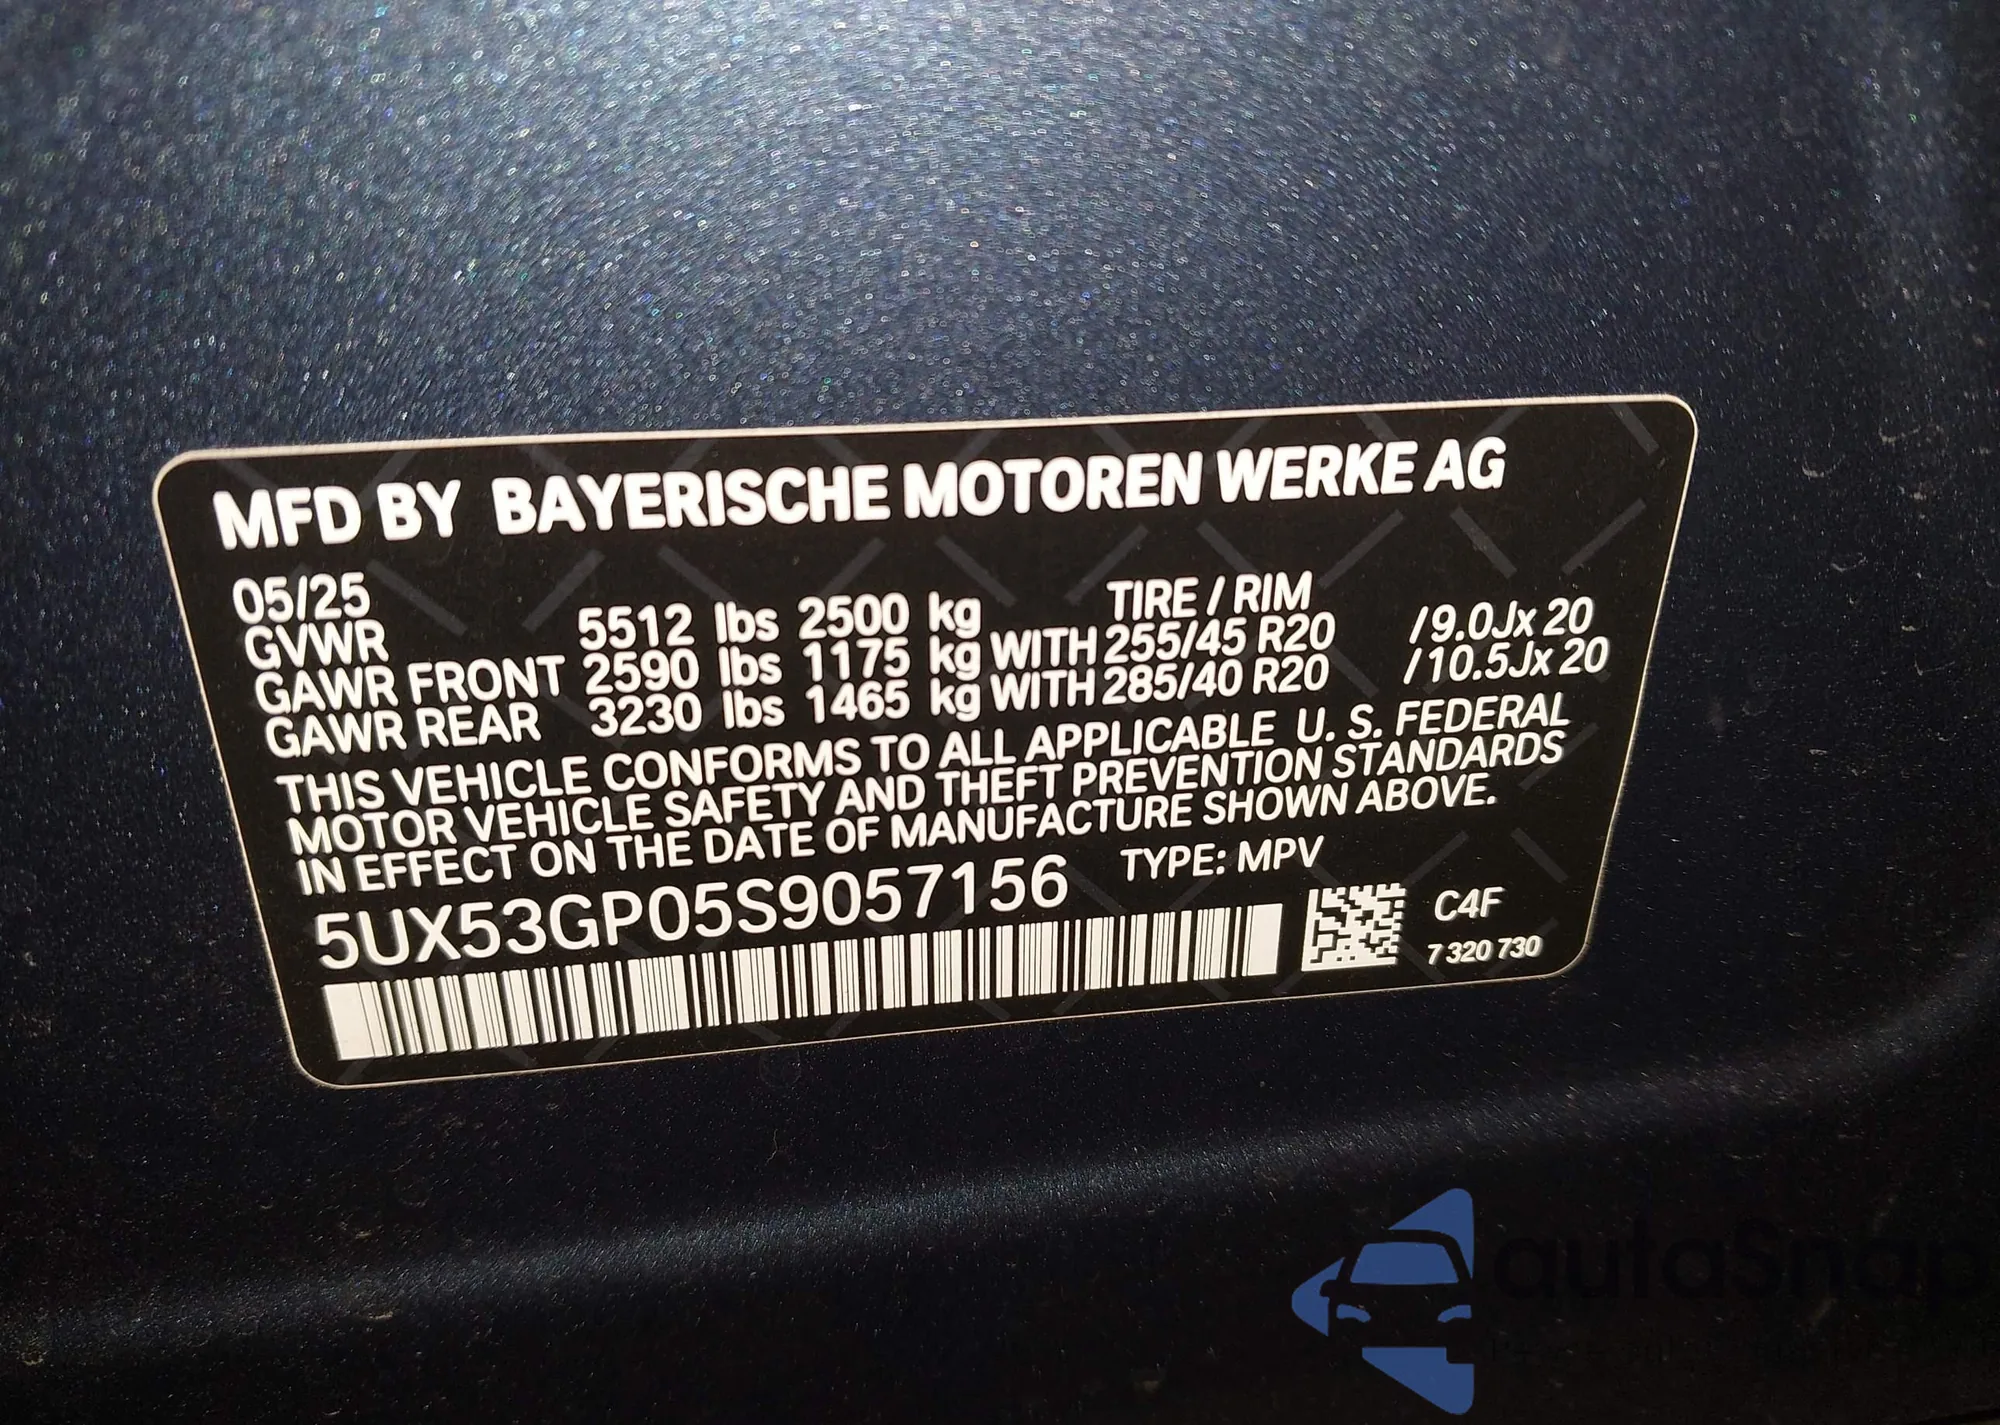 MFD BY BAYERISCHE MOTOREN WERKE AG
05/25 TIRE / RIM
GVWR 5512 lbs 2500 kg
GAWR FRONT 2590 lbs 1175 kg WITH 255/45 R20 /9.0Jx 20
GAWR REAR 3230 lbs 1465 kg WITH 285/40 R20 /10.5Jx 20
THIS VEHICLE CONFORMS TO ALL APPLICABLE U. S. FEDERAL
MOTOR VEHICLE SAFETY AND THEFT PREVENTION STANDARDS
IN EFFECT ON THE DATE OF MANUFACTURE SHOWN ABOVE.
5UX53GP05S9057156 TYPE: MPV
C4F
7 320 730
autaSnap